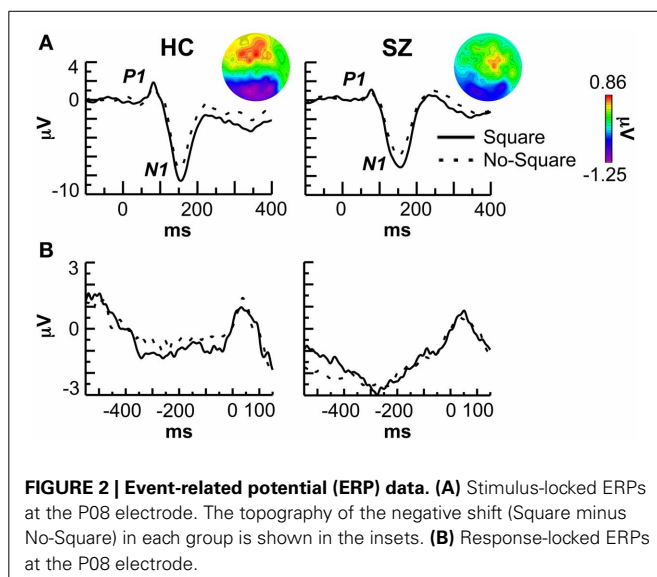 A
HC
SZ
P1
P1
0.86
4
0
-10
μV
N1
N1
Square
No-Square
μV
-1.25
0 200 400
0 200 400
ms
ms
B
3
0
-3
μV
-400 -200 0 100
-400 -200 0 100
ms
ms
FIGURE 2 | Event-related potential (ERP) data. (A) Stimulus-locked ERPs
at the P08 electrode. The topography of the negative shift (Square minus
No-Square) in each group is shown in the insets. (B) Response-locked ERPs
at the P08 electrode.